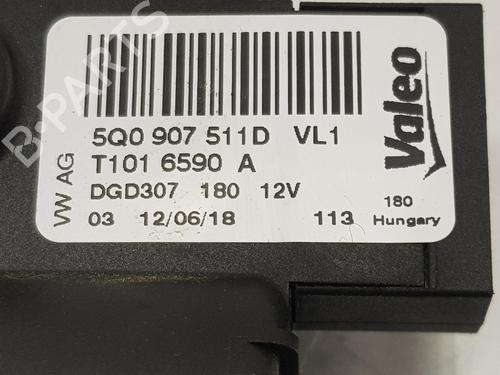 B-PARTS
Valeo
5Q0 907 511D VL1
T101 6590 A
DGD307 180 12V
03 12/06/18 113
VW AG
180
Hungary